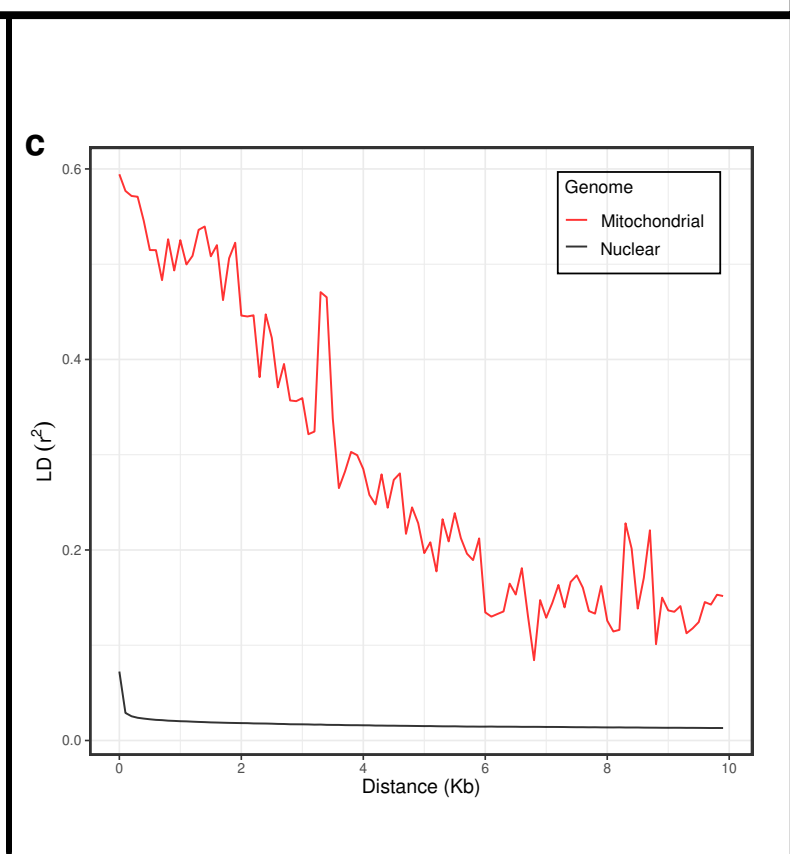 c
0.6
0.4
0.2
0.0
LD (r²)
Genome
Mitochondrial
Nuclear
0 2 4 6 8 10
Distance (Kb)